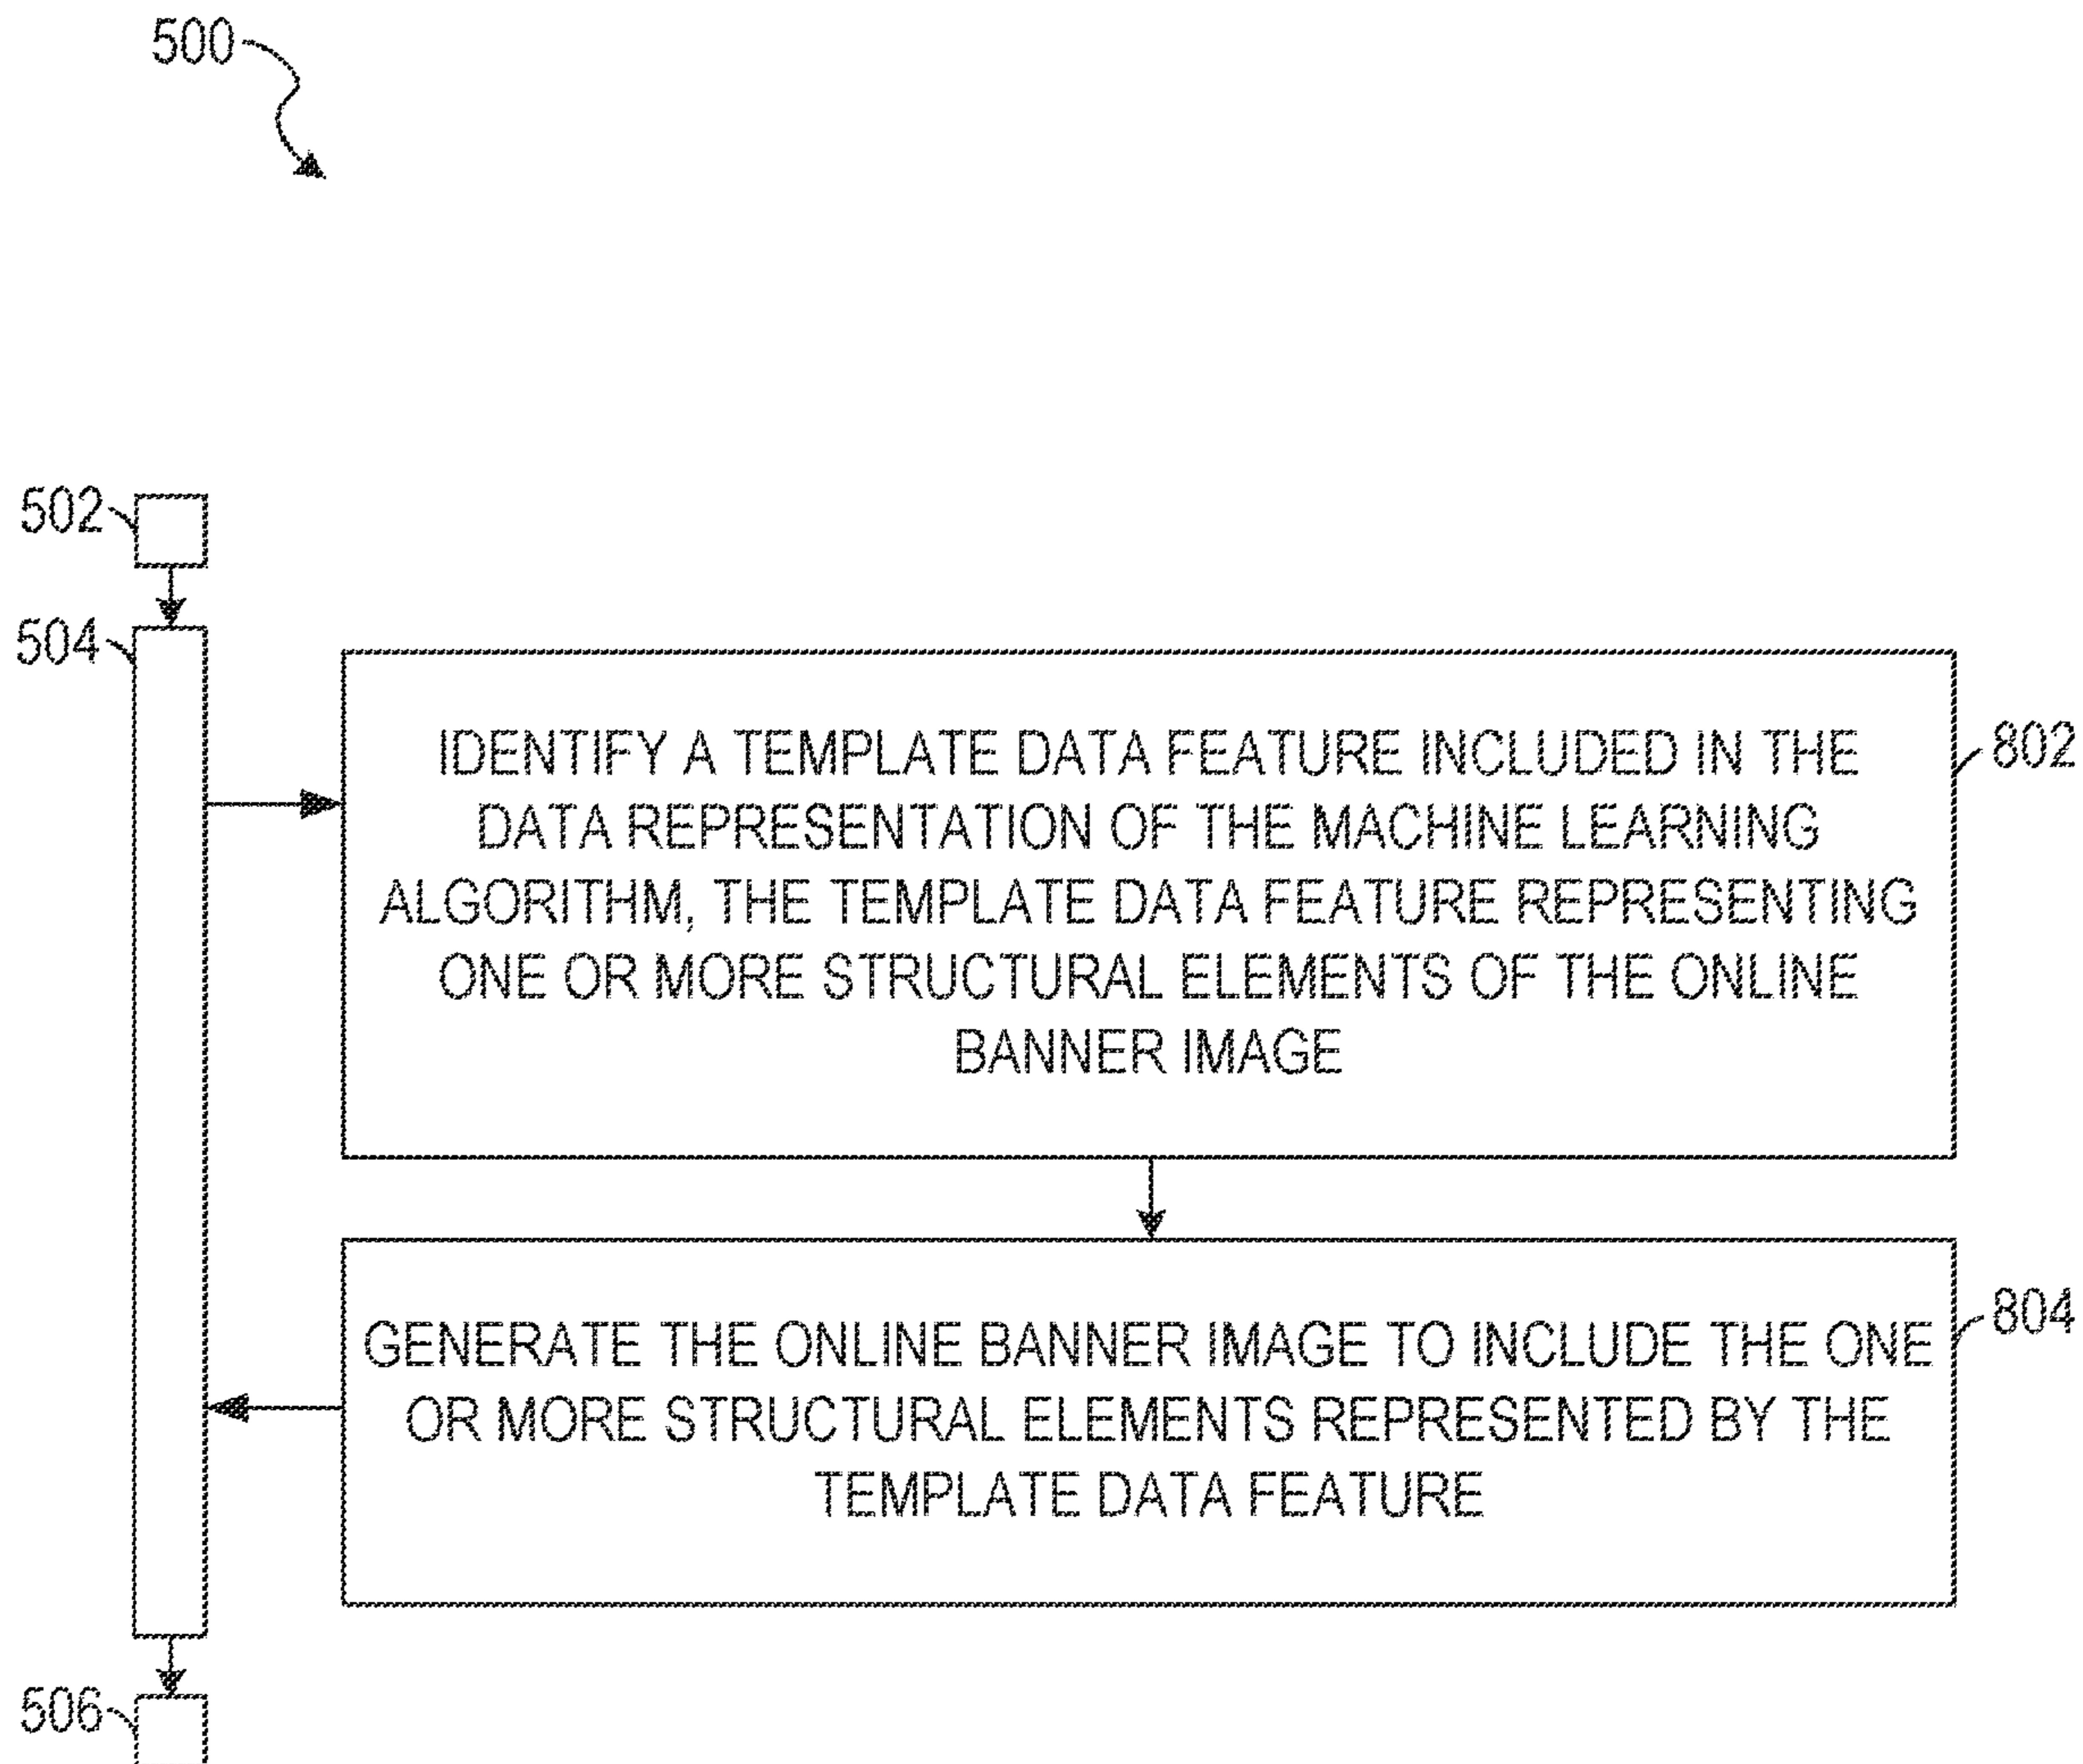 500
502
504
IDENTIFY A TEMPLATE DATA FEATURE INCLUDED IN THE
DATA REPRESENTATION OF THE MACHINE LEARNING
ALGORITHM, THE TEMPLATE DATA FEATURE REPRESENTING
ONE OR MORE STRUCTURAL ELEMENTS OF THE ONLINE
BANNER IMAGE
802
GENERATE THE ONLINE BANNER IMAGE TO INCLUDE THE ONE
OR MORE STRUCTURAL ELEMENTS REPRESENTED BY THE
TEMPLATE DATA FEATURE
804
506